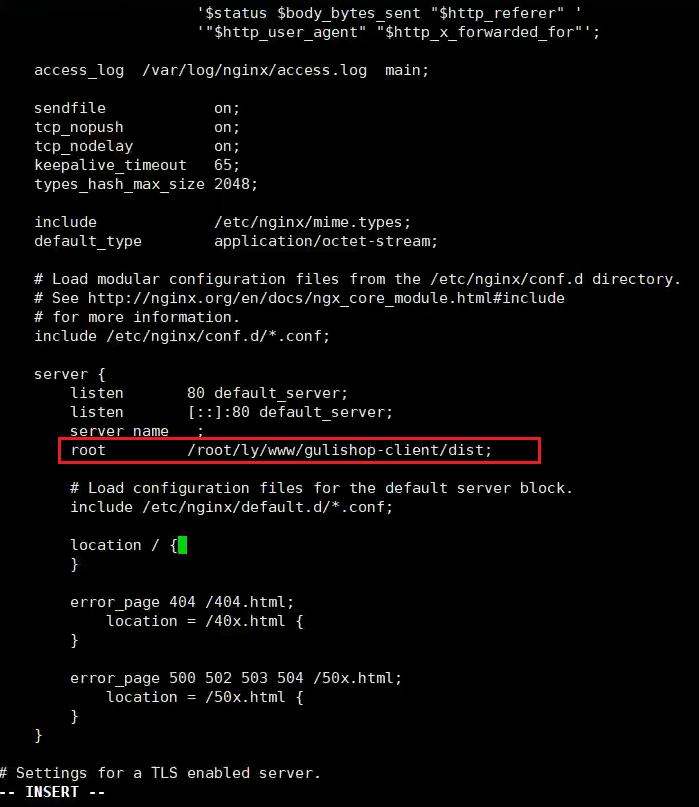 '$status $body_bytes_sent "$http_referer" '
'"$http_user_agent" "$http_x_forwarded_for"';
access_log  /var/log/nginx/access.log  main;
sendfile            on;
tcp_nopush          on;
tcp_nodelay         on;
keepalive_timeout   65;
types_hash_max_size 2048;
include             /etc/nginx/mime.types;
default_type        application/octet-stream;
# Load modular configuration files from the /etc/nginx/conf.d directory.
# See http://nginx.org/en/docs/ngx_core_module.html#include
# for more information.
include /etc/nginx/conf.d/*.conf;
server {
listen       80 default_server;
listen       [::]:80 default_server;
server_name  _;
root         /root/ly/www/gulishop-client/dist;
# Load configuration files for the default server block.
include /etc/nginx/default.d/*.conf;
location / {
}
error_page 404 /404.html;
location = /40x.html {
}
error_page 500 502 503 504 /50x.html;
location = /50x.html {
}
}
# Settings for a TLS enabled server.
-- INSERT --